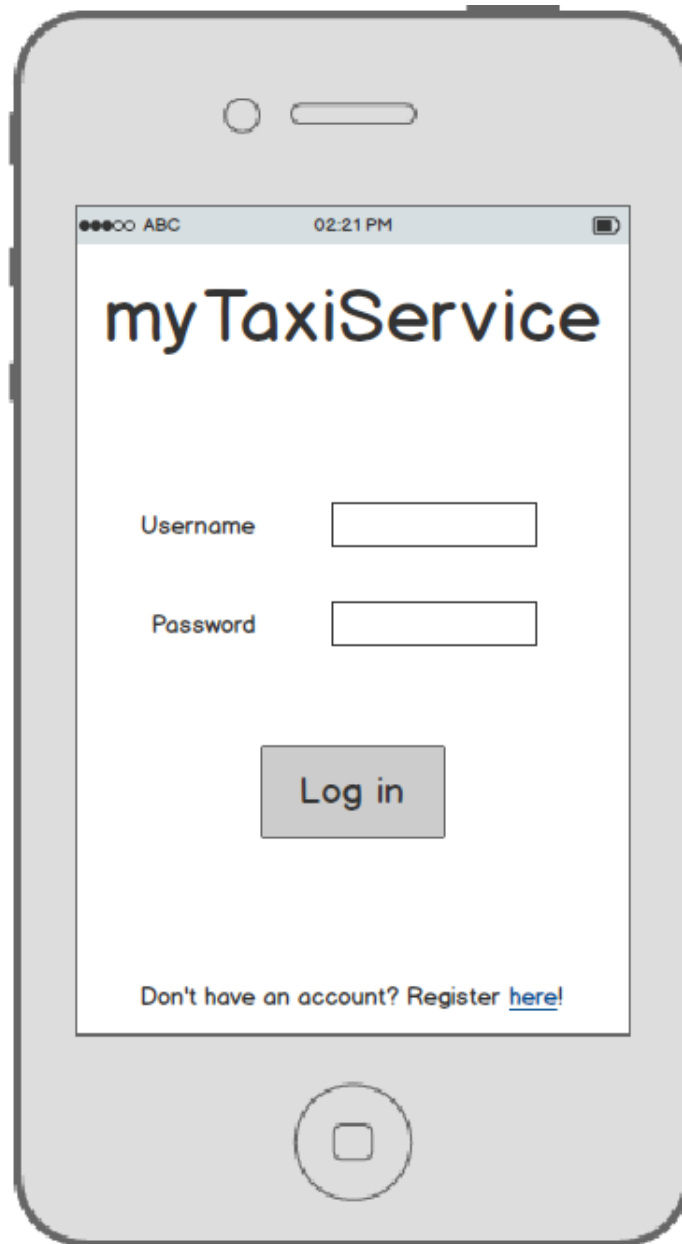 ABC 02:21 PM
myTaxiService
Username
Password
Log in
Don't have an account? Register here!